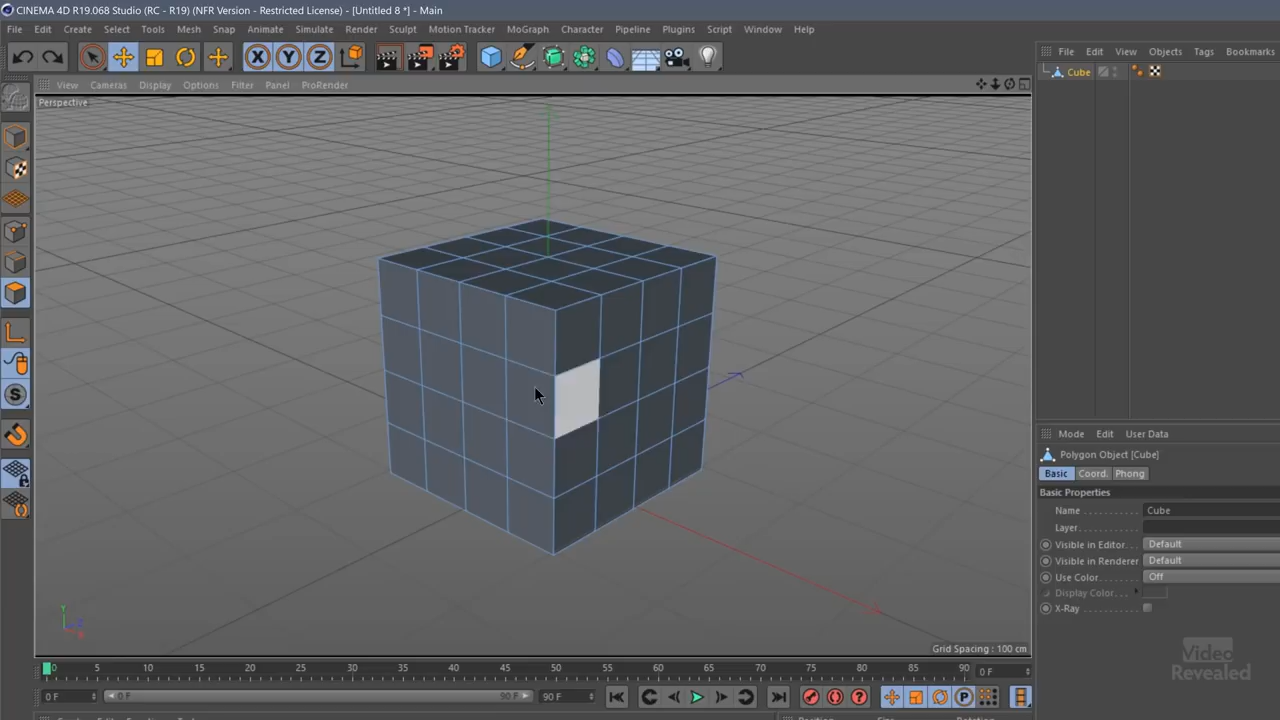 CINEMA 4D R19.068 Studio (RC - R19) (NFR Version - Restricted License) - [Untitled 8 *] - Main
File Edit Create Select Tools Mesh Snap Animate Simulate Render Sculpt Motion Tracker MoGraph Character Pipeline Plugins Script Window Help
File Edit View Objects Tags Bookmarks
X Y Z
Cube
View Cameras Display Options Filter Panel ProRender
Perspective
S
Mode Edit User Data
Polygon Object [Cube]
Basic Coord. Phong
Basic Properties
Name Cube
Layer
Visible in Editor Default
Visible in Renderer Default
Use Color Off
Display Color
X-Ray
Y
Z
X
Grid Spacing : 100 cm
Video
Revealed
0 5 10 15 20 25 30 35 40 45 50 55 60 65 70 75 80 85 90 0 F
0 F 0 F 90 F 90 F ? P